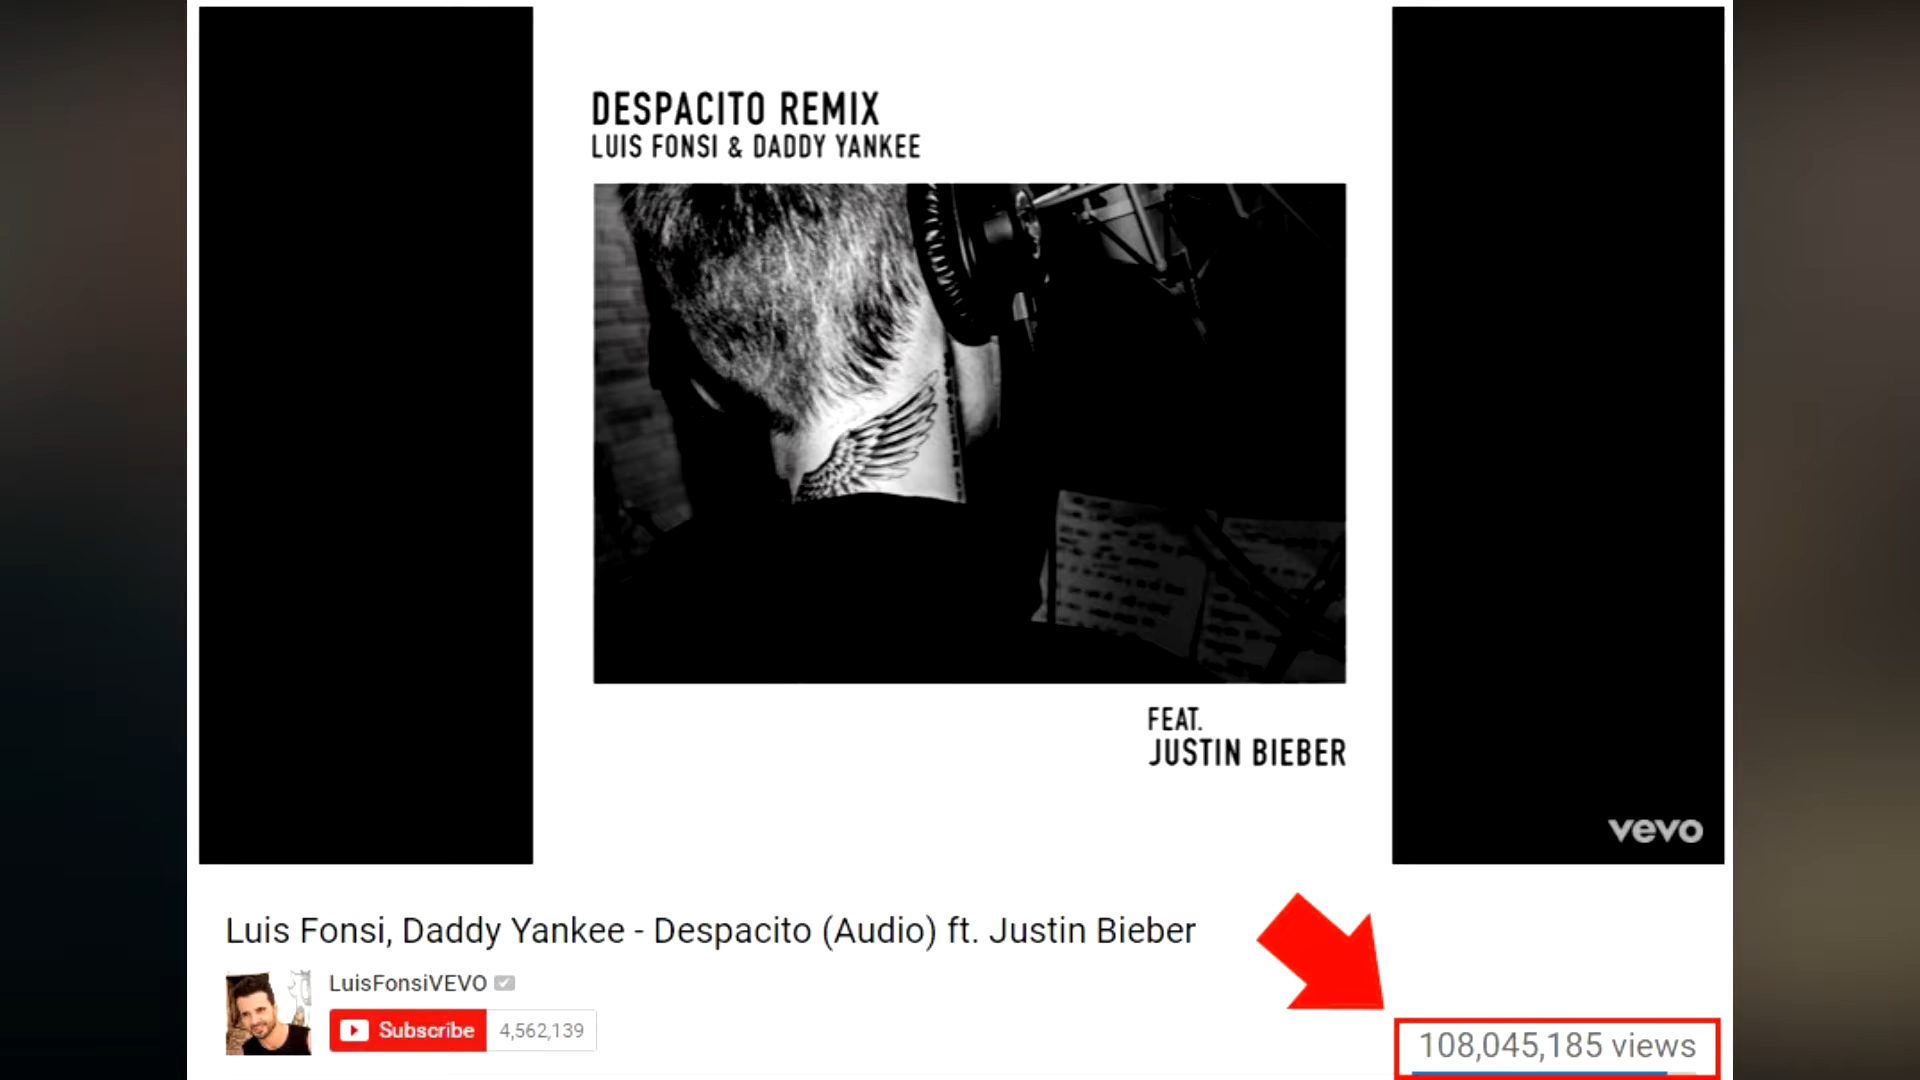 DESPACITO REMIX
LUIS FONSI & DADDY YANKEE
FEAT.
JUSTIN BIEBER
vevo
Luis Fonsi, Daddy Yankee - Despacito (Audio) ft. Justin Bieber
LuisFonsiVEVO
Subscribe 4,562,139
108,045,185 views